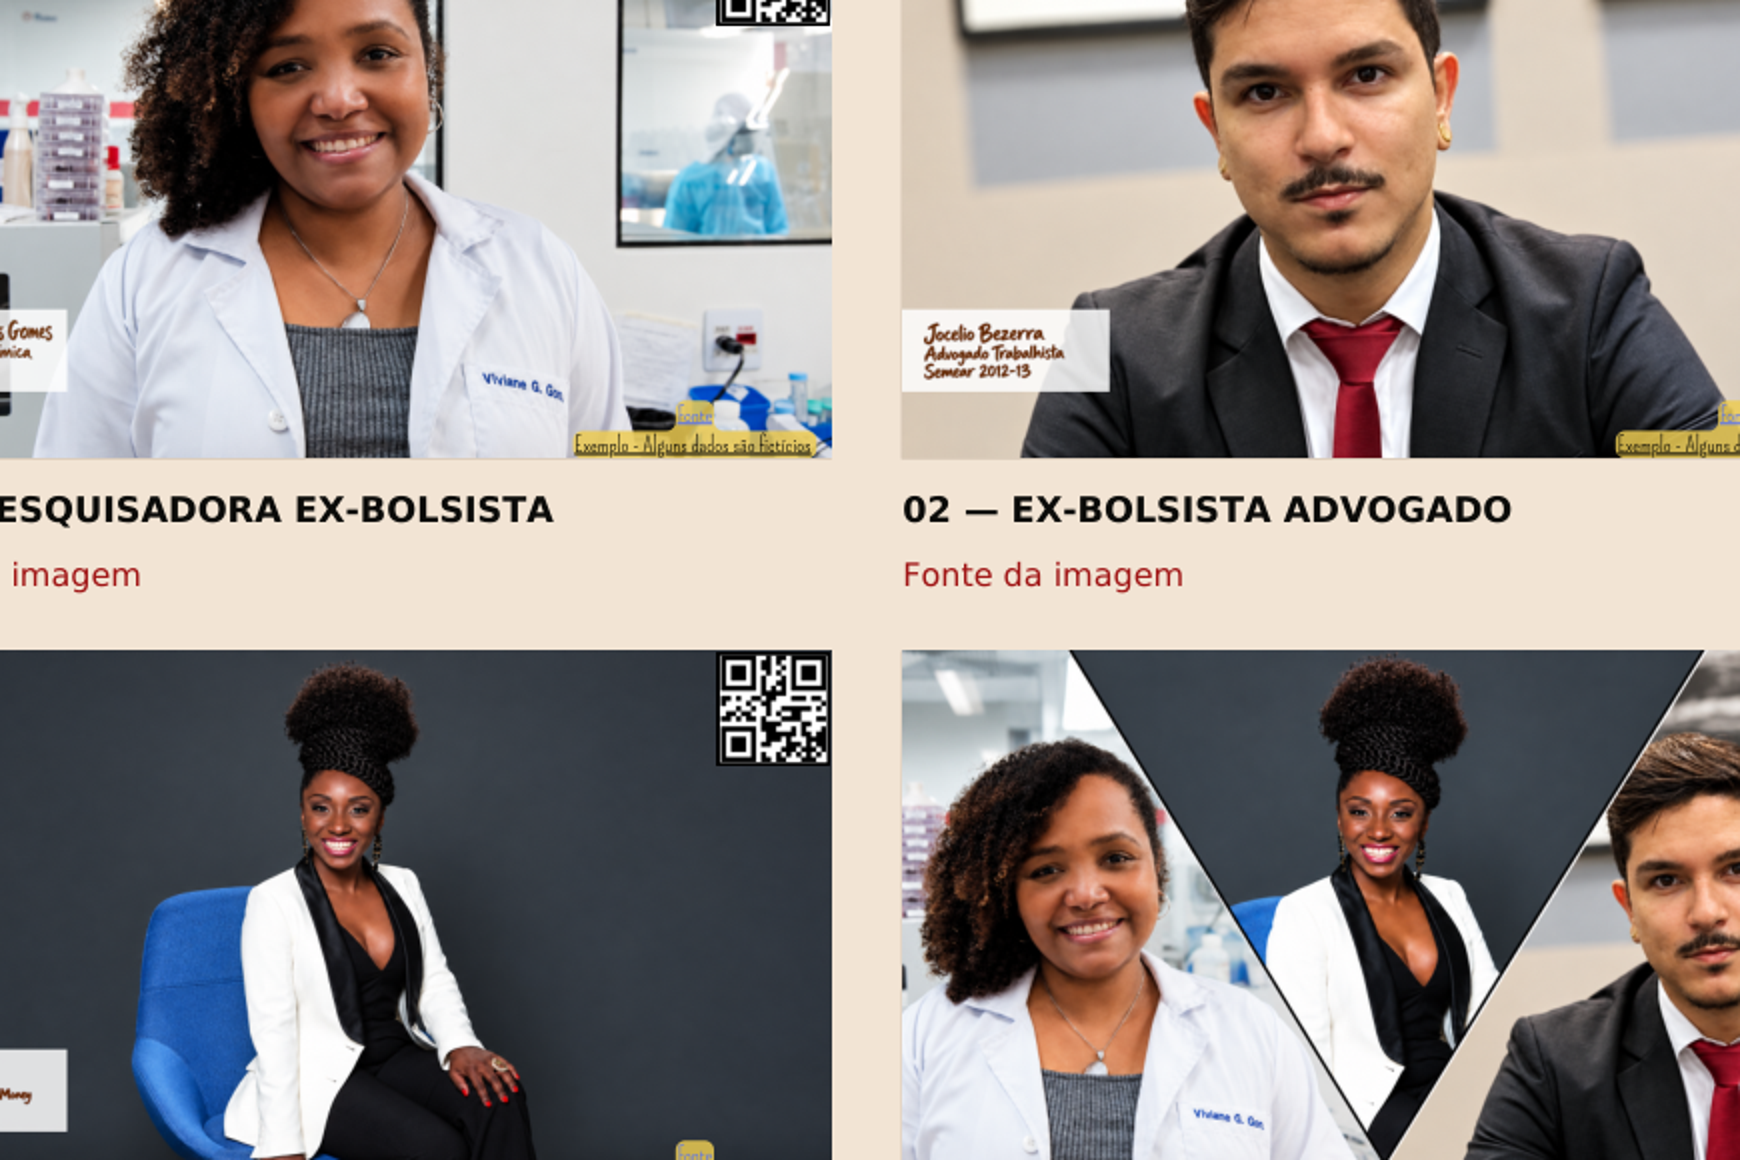 s Gomes
mica
Viviane G. Gon
Fonte
Exemplo - Alguns dados são fictícios
ESQUISADORA EX-BOLSISTA
imagem
Jocelio Bezerra
Advogado Trabalhista
Semear 2012-13
Fon
Exemplo - Alguns d
02 — EX-BOLSISTA ADVOGADO
Fonte da imagem
Money
Fonte
Viviane G. Gon